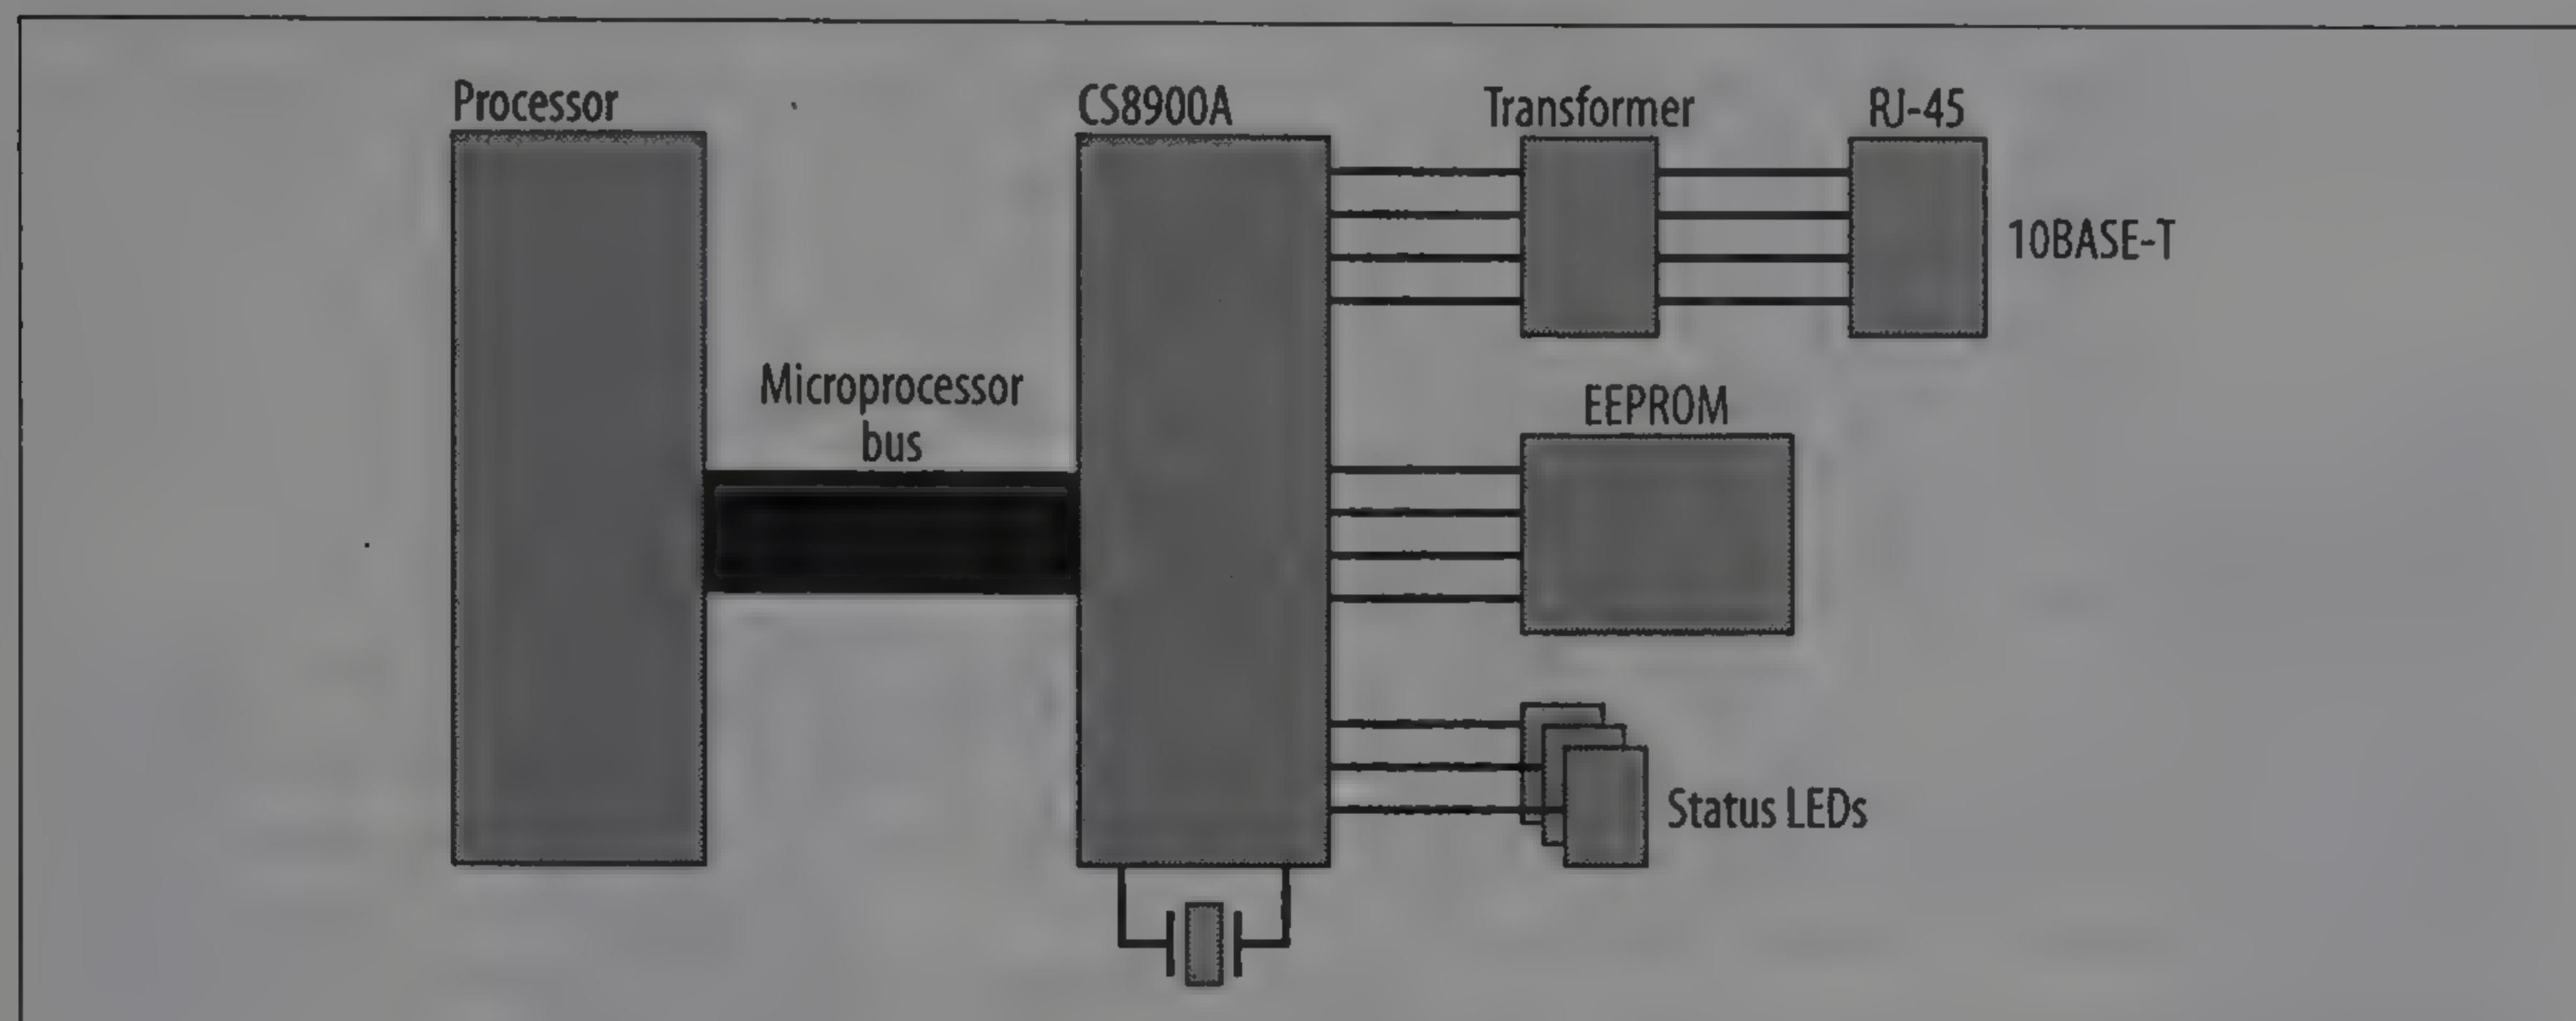 Processor
CS8900A
Transformer
RJ-45
10BASE-T
Microprocessor
bus
EEPROM
Status LEDs